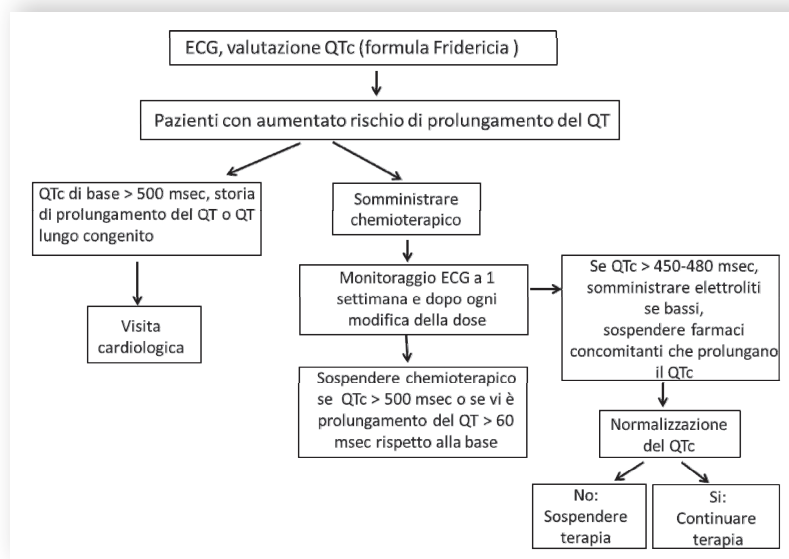 ECG, valutazione QTc (formula Fridericia )
Pazienti con aumentato rischio di prolungamento del QT
QTc di base > 500 msec, storia
di prolungamento del QT o QT
lungo congenito
Somministrare
chemioterapico
Visita
cardiologica
Monitoraggio ECG a 1
settimana e dopo ogni
modifica della dose
Se QTc > 450-480 msec,
somministrare elettroliti
se bassi,
sospendere farmaci
concomitanti che prolungano
il QTc
Sospendere chemioterapico
se QTc > 500 msec o se vi è
prolungamento del QT > 60
msec rispetto alla base
Normalizzazione
del QTc
No:
Sospendere
terapia
Si:
Continuare
terapia